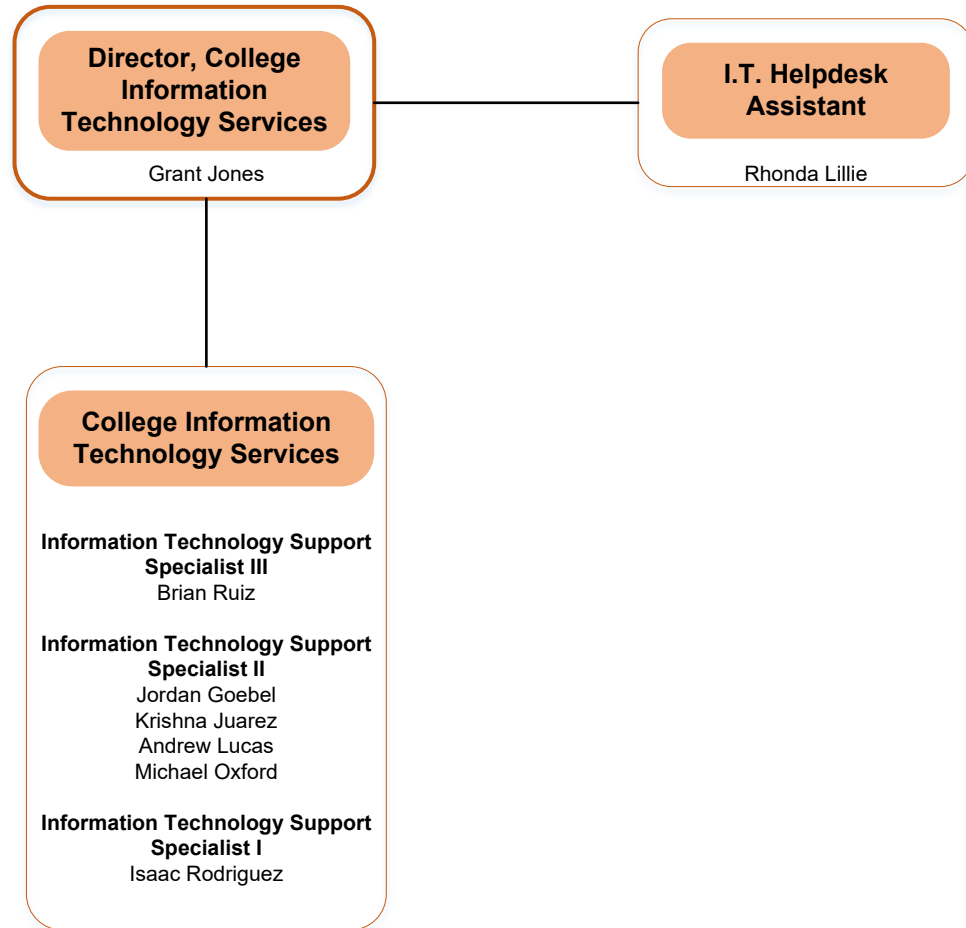 Director, College
Information
Technology Services
Grant Jones
I.T. Helpdesk
Assistant
Rhonda Lillie
College Information
Technology Services
Information Technology Support
Specialist III
Brian Ruiz
Information Technology Support
Specialist II
Jordan Goebel
Krishna Juarez
Andrew Lucas
Michael Oxford
Information Technology Support
Specialist I
Isaac Rodriguez